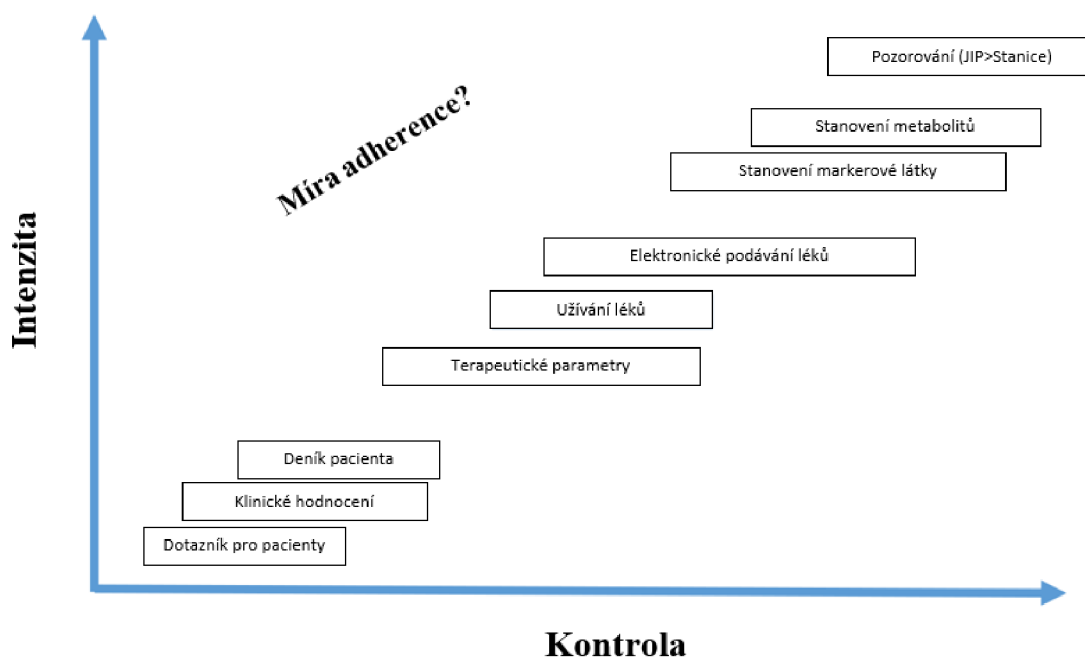 Pozorování (JIP>Stanice)
Míra adherence?
Stanovení metabolitů
Stanovení markerové látky
Intenzita
Elektronické podávání léků
Užívání léků
Terapeutické parametry
Deník pacienta
Klinické hodnocení
Dotazník pro pacienty
Kontrola